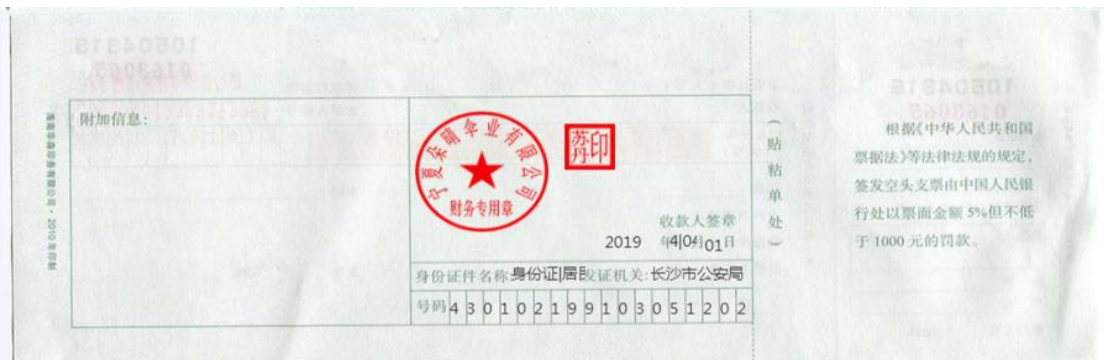 附加信息:
宁夏朵晴伞业有限公司
财务专用章
苏丹印
收款人签章
2019 年4|04月01日
身份证件名称:身份证|居民 发证机关:长沙市公安局
号码 4 3 0 1 0 2 1 9 9 1 0 3 0 5 1 2 0 2
(贴粘单处)
根据《中华人民共和国
票据法》等法律法规的规定,
签发空头支票由中国人民银
行处以票面金额 5%但不低
于 1000 元的罚款。